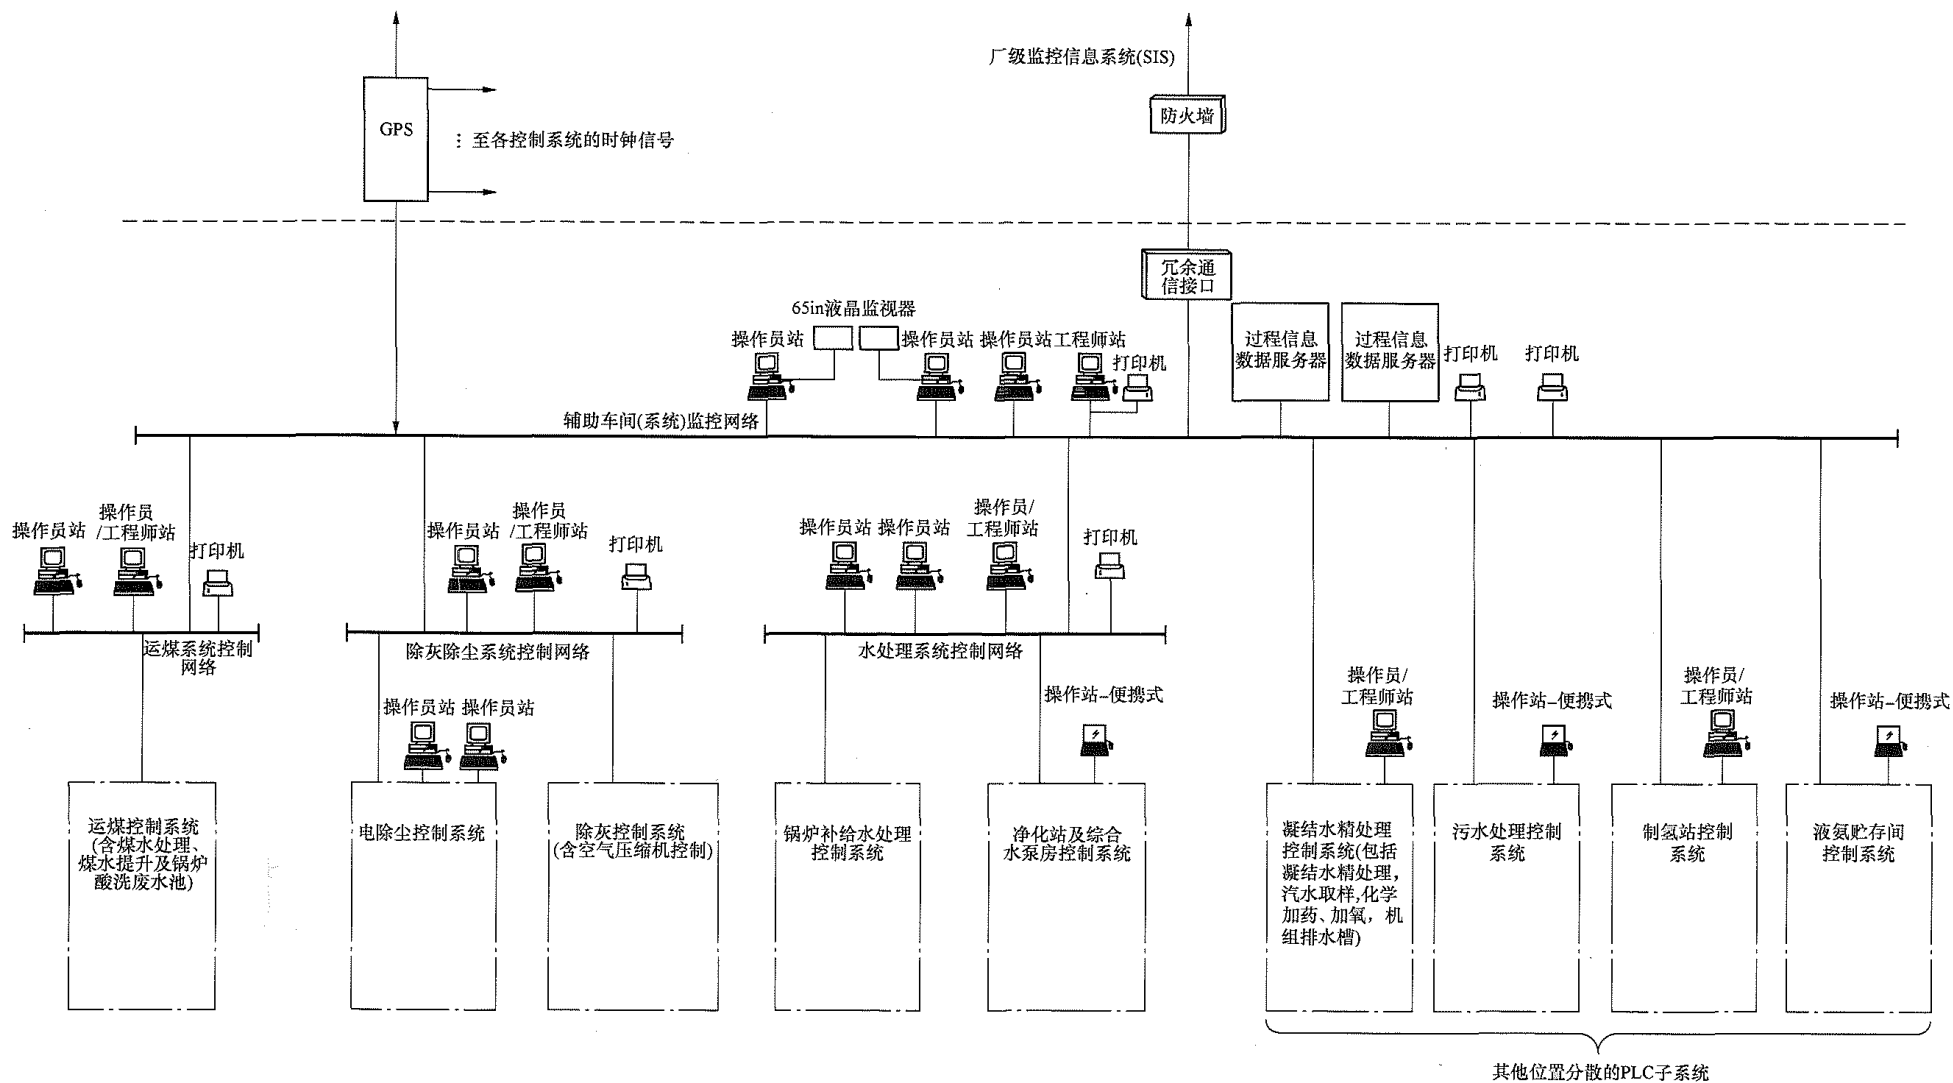 厂级监控信息系统(SIS)
防火墙
GPS
⋮至各控制系统的时钟信号
冗余通
信接口
65in液晶监视器
操作员站
操作员站
操作员站
工程师站
打印机
过程信息
数据服务器
过程信息
数据服务器
打印机
打印机
辅助车间(系统)监控网络
操作员站
操作员
/工程师站
打印机
操作员站
操作员
/工程师站
打印机
操作员站
操作员站
操作员/
工程师站
打印机
运煤系统控制
网络
除灰除尘系统控制网络
水处理系统控制网络
操作员站
操作员站
操作站-便携式
操作员/
工程师站
操作站-便携式
操作员/
工程师站
操作站-便携式
运煤控制系统
(含煤水处理、
煤水提升及锅炉
酸洗废水池)
电除尘控制系统
除灰控制系统
(含空气压缩机控制)
锅炉补给水处理
控制系统
净化站及综合
水泵房控制系统
凝结水精处理
控制系统(包括
凝结水精处理，
汽水取样,化学
加药、加氧，机
组排水槽)
污水处理控制
系统
制氢站控制
系统
液氨贮存间
控制系统
其他位置分散的PLC子系统